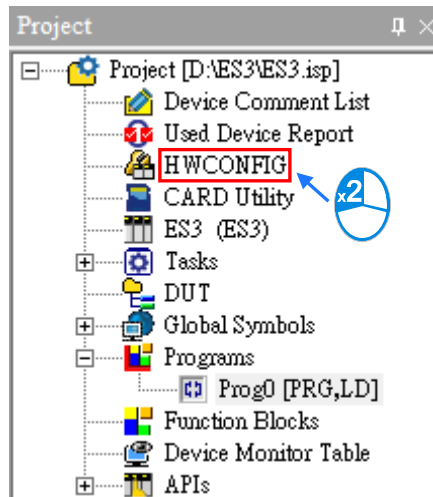 Project
Project [D:\ES3\ES3.isp]
Device Comment List
Used Device Report
HWCONFIG
x2
CARD Utility
ES3 (ES3)
Tasks
DUT
Global Symbols
Programs
Prog0 [PRG,LD]
Function Blocks
Device Monitor Table
APIs